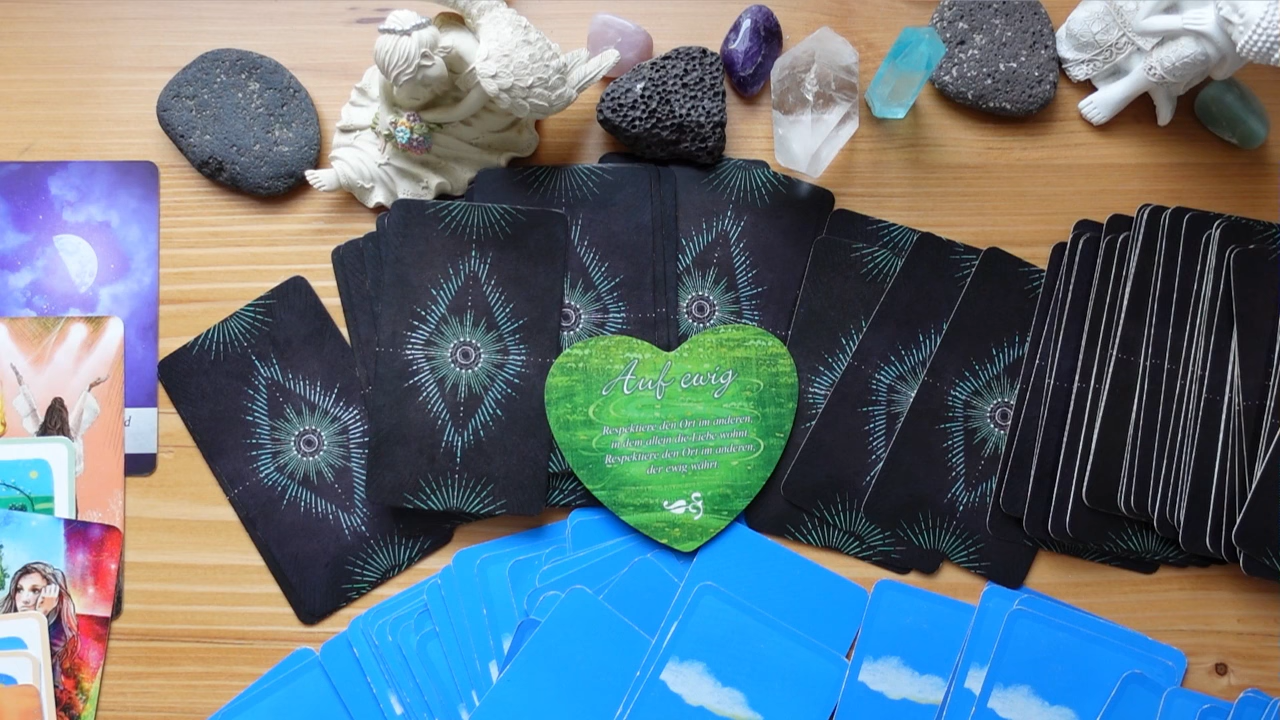 Auf ewig
Respektiere den Ort im anderen,
in dem allein die Liebe wohnt
Respektiere den Ort im anderen,
der ewig währt